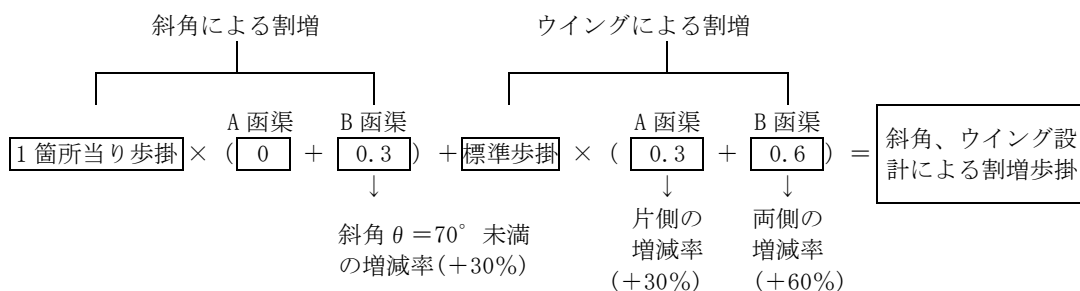 斜角による割増 ウイングによる割増
A 函渠 B 函渠 A 函渠 B 函渠
1 箇所当り歩掛 × ( 0 + 0.3 ) + 標準歩掛 × ( 0.3 + 0.6 ) = 斜角、ウイング設計による割増歩掛
↓ ↓ ↓
斜角 θ =70° 未満
の増減率(+30%)
片側の
増減率
(+30%)
両側の
増減率
(+60%)